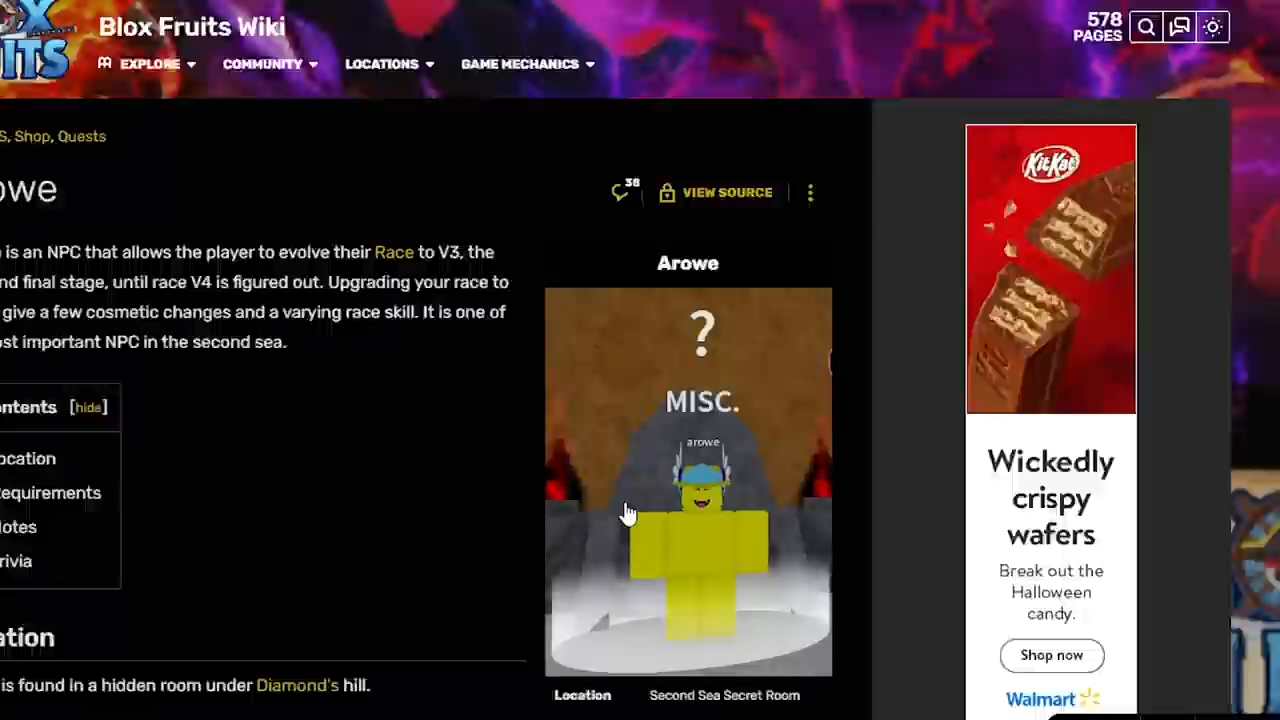 X
ITS
Blox Fruits Wiki
578
PAGES
EXPLORE
COMMUNITY
LOCATIONS
GAME MECHANICS
S, Shop, Quests
owe
38
VIEW SOURCE
is an NPC that allows the player to evolve their Race to V3, the
nd final stage, until race V4 is figured out. Upgrading your race to
give a few cosmetic changes and a varying race skill. It is one of
ost important NPC in the second sea.
ontents [hide]
ocation
Requirements
Notes
rivia
ation
is found in a hidden room under Diamond's hill.
Arowe
?
MISC.
arowe
Location Second Sea Secret Room
KitKat
Wickedly
crispy
wafers
Break out the
Halloween
candy.
Shop now
Walmart